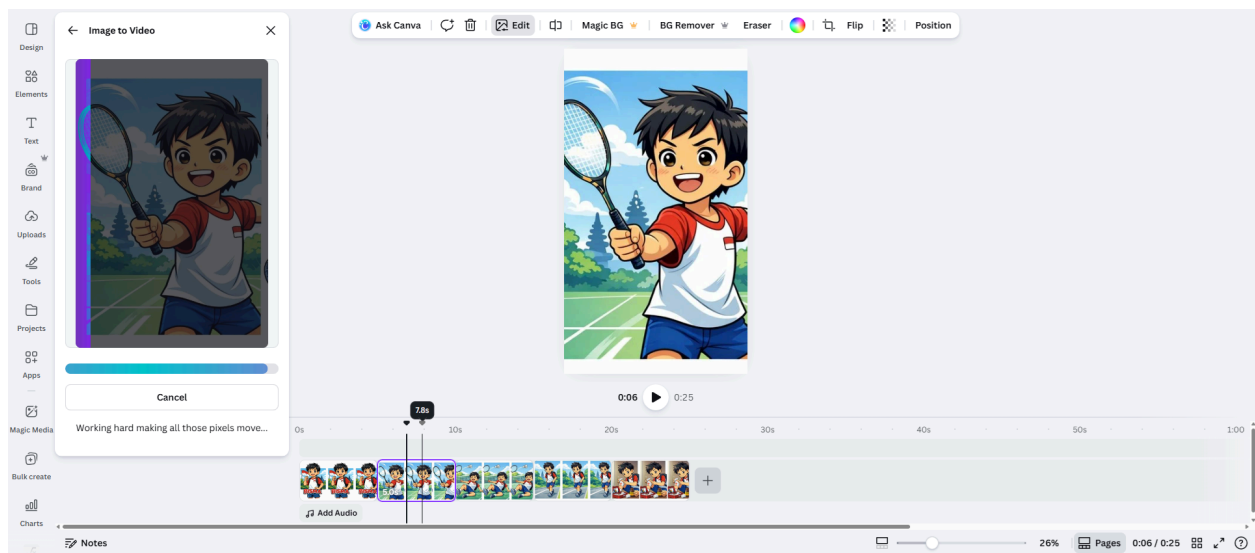 Design
Elements
Text
Brand
Uploads
Tools
Projects
Apps
Magic Media
Bulk create
Charts
Image to Video
Cancel
Working hard making all those pixels move...
Ask Canva
Edit
Magic BG
BG Remover
Eraser
Flip
Position
0:06
0:25
7.8s
0s
10s
20s
30s
40s
50s
1:00
Add Audio
Notes
26%
Pages
0:06 / 0:25